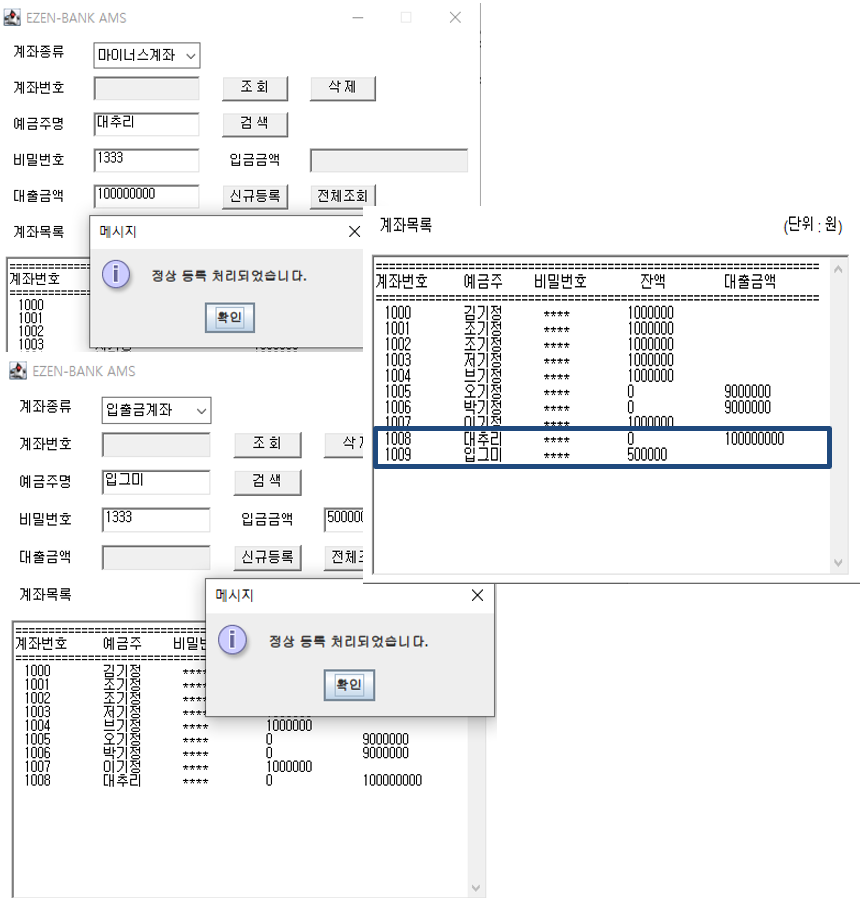 EZEN-BANK AMS
계좌종류 마이너스계좌
계좌번호 조 회 삭 제
예금주명 대추리 검 색
비밀번호 1333 입금금액
대출금액 100000000 신규등록 전체조회
계좌목록
메시지
정상 등록 처리되었습니다.
확인
계좌번호
1000
1001
1002
1003
계좌목록 (단위 : 원)
계좌번호 예금주 비밀번호 잔액 대출금액
1000 김기정 **** 1000000
1001 조기정 **** 1000000
1002 조기정 **** 1000000
1003 저기정 **** 1000000
1004 브기정 **** 1000000
1005 오기정 **** 0 9000000
1006 박기정 **** 0 9000000
1007 이기정 **** 1000000
1008 대추리 **** 0 100000000
1009 입그미 **** 500000
EZEN-BANK AMS
계좌종류 입출금계좌
계좌번호 조 회 삭
예금주명 입그미 검 색
비밀번호 1333 입금금액 50000
대출금액 신규등록 전체
계좌목록
메시지
정상 등록 처리되었습니다.
확인
계좌번호 예금주 비밀
1000 김기정 ***
1001 조기정 ***
1002 조기정 ***
1003 저기정 ***
1004 브기정 **** 1000000
1005 오기정 **** 0 9000000
1006 박기정 **** 0 9000000
1007 이기정 **** 1000000
1008 대추리 **** 0 100000000